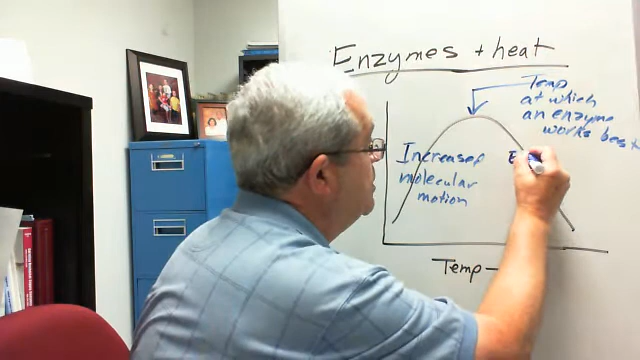 Enzymes + heat
Temp
at which
an enzyme
works best
Increased
molecular
motion
E
Temp